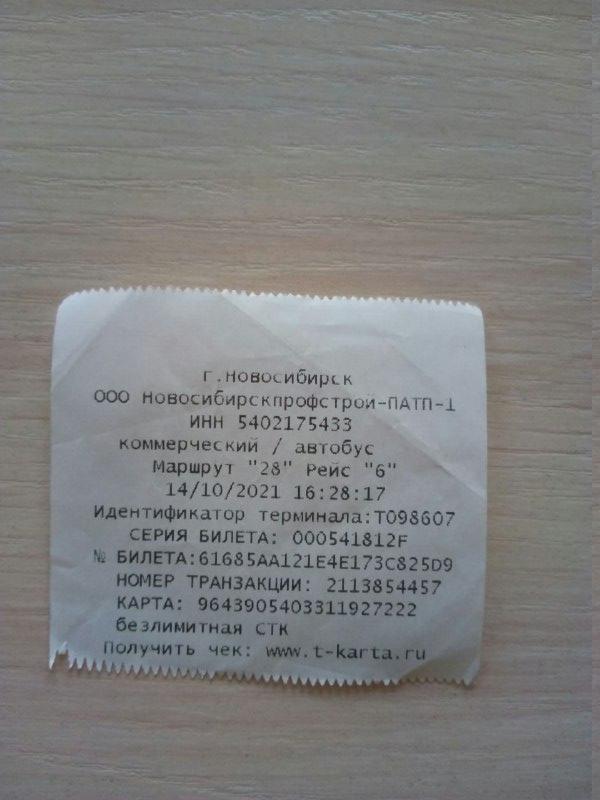 г.Новосибирск
ООО Новосибирскпрофстрой-ПАТП-1
ИНН 5402175433
коммерческий / автобус
Маршрут "28" Рейс "6"
14/10/2021 16:28:17
Идентификатор терминала:T098607
СЕРИЯ БИЛЕТА: 000541812F
№ БИЛЕТА:61685AA121E4E173C825D9
НОМЕР ТРАНЗАКЦИИ: 2113854457
КАРТА: 9643905403311927222
безлимитная СТК
Получить чек: www.t-karta.ru